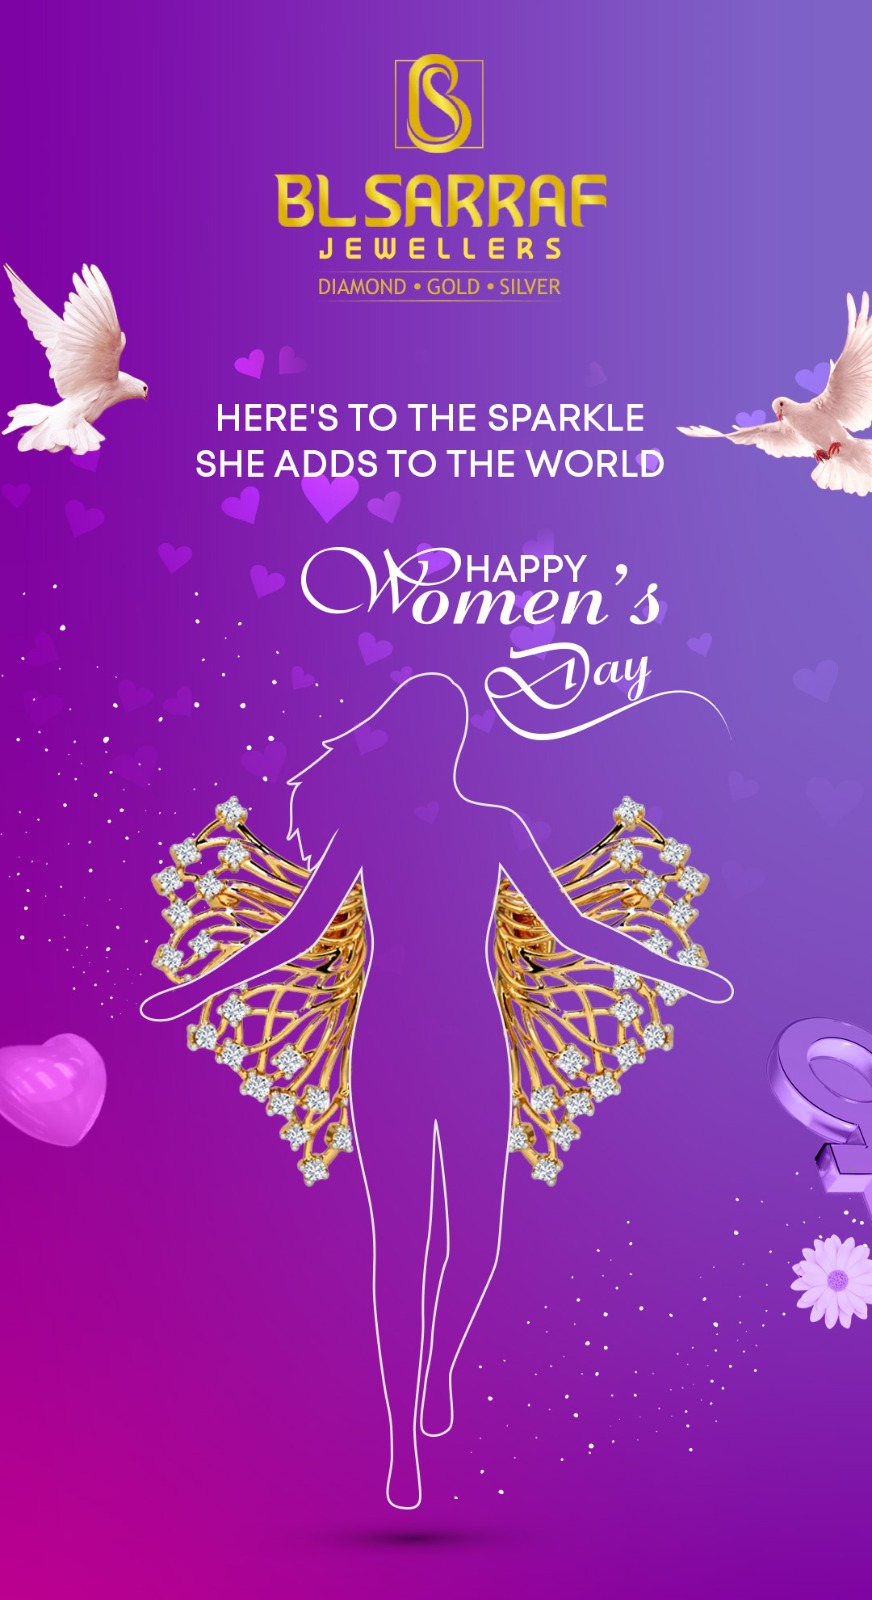 BL SARRAF
JEWELLERS
DIAMOND • GOLD • SILVER
HERE'S TO THE SPARKLE
SHE ADDS TO THE WORLD
HAPPY
Women's
Day